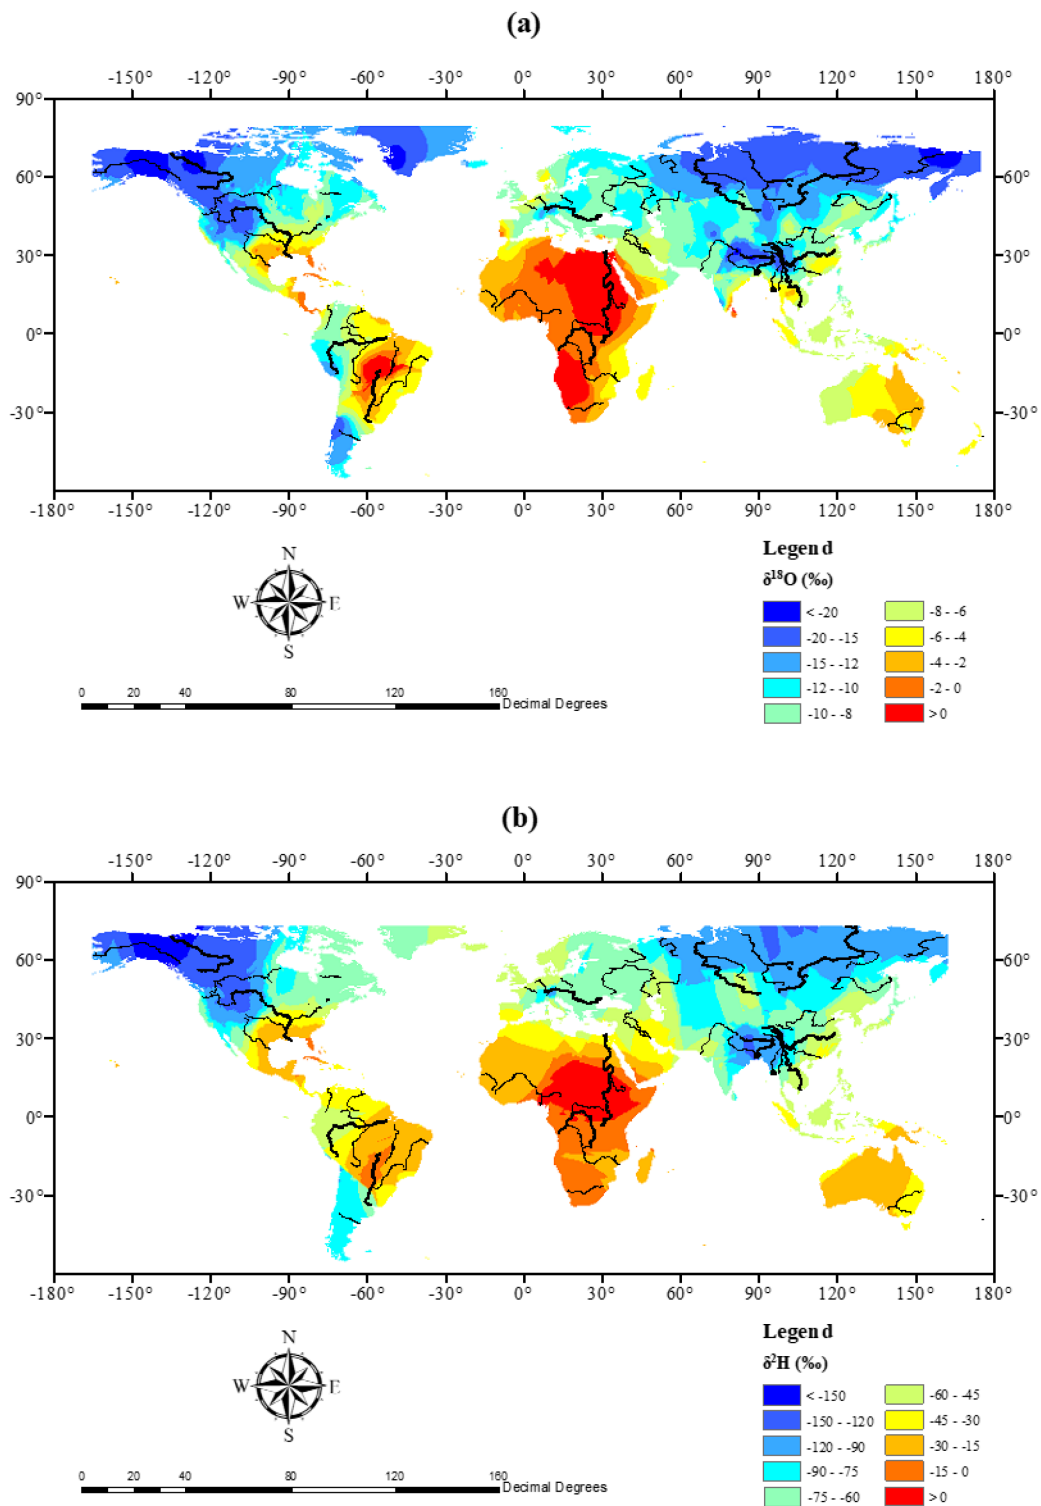 (a)
-150° -120° -90° -60° -30° 0° 30° 60° 90° 120° 150° 180°
90°
60° 60°
30° 30°
0° 0°
-30° -30°
-180° -150° -120° -90° -60° -30° 0° 30° 60° 90° 120° 150° 180°
N
W E
S
0 20 40 80 120 160
Decimal Degrees
Legend
δ¹⁸O (‰)
< -20 -8 - -6
-20 - -15 -6 - -4
-15 - -12 -4 - -2
-12 - -10 -2 - 0
-10 - -8 > 0
(b)
-150° -120° -90° -60° -30° 0° 30° 60° 90° 120° 150° 180°
90°
60° 60°
30° 30°
0° 0°
-30° -30°
-180° -150° -120° -90° -60° -30° 0° 30° 60° 90° 120° 150° 180°
N
W E
S
0 20 40 80 120 160
Decimal Degrees
Legend
δ²H (‰)
< -150 -60 - -45
-150 - -120 -45 - -30
-120 - -90 -30 - -15
-90 - -75 -15 - 0
-75 - -60 > 0